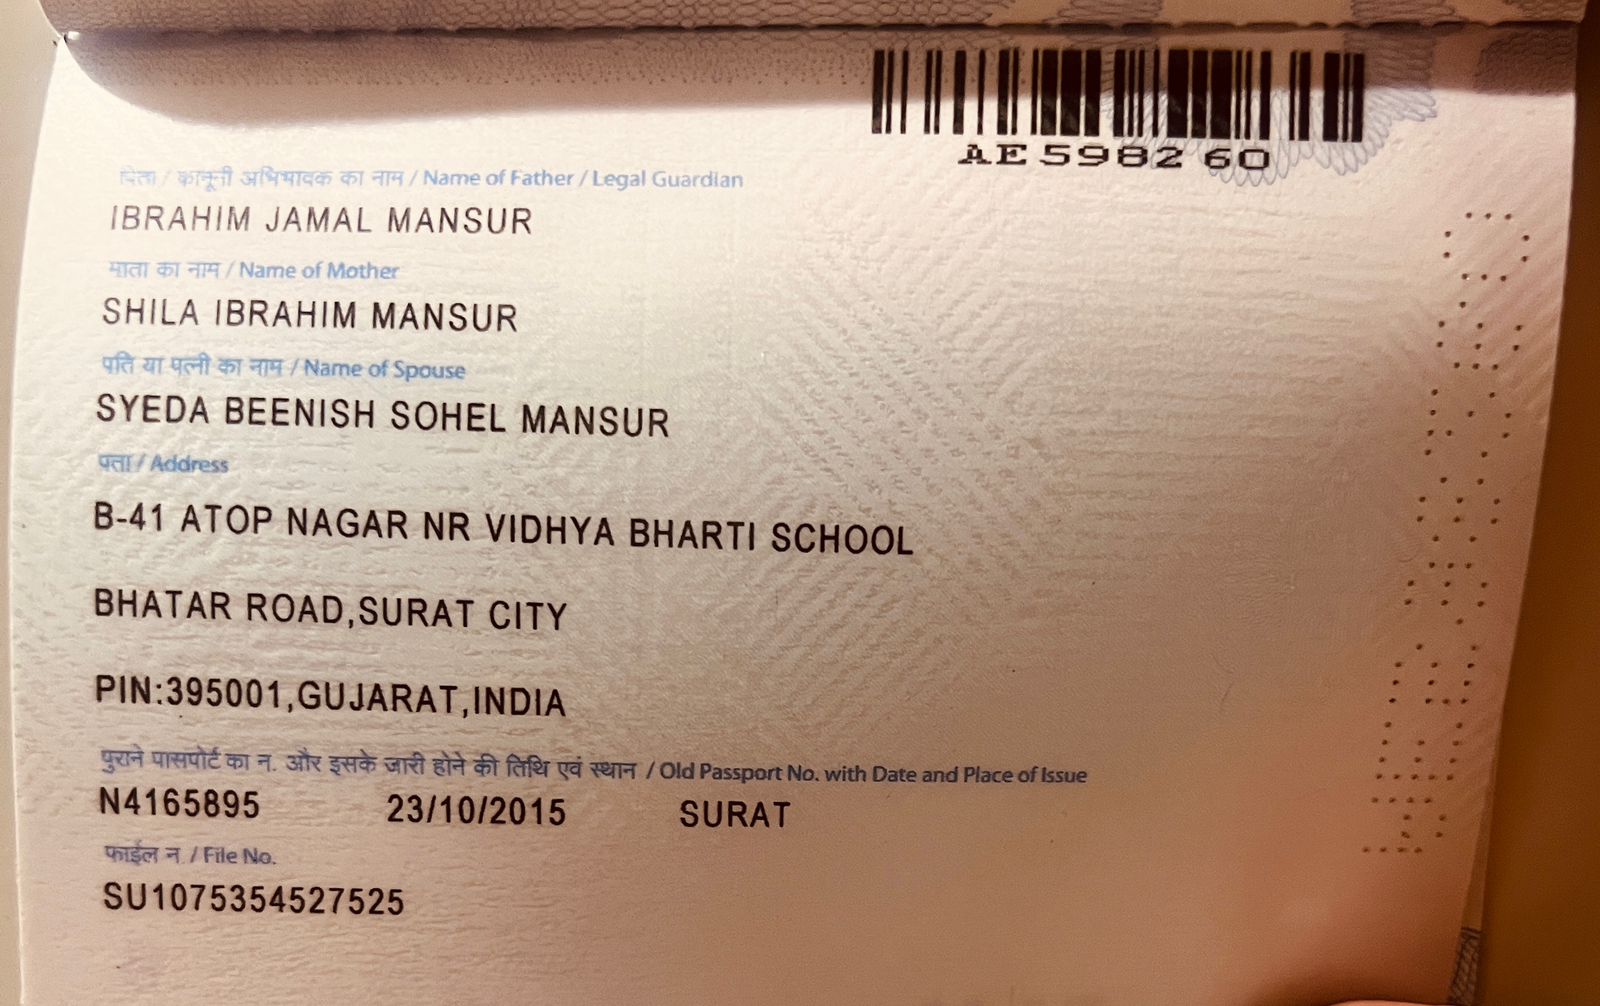 AE598260
पिता / कानूनी अभिभावक का नाम / Name of Father / Legal Guardian
IBRAHIM JAMAL MANSUR
माता का नाम / Name of Mother
SHILA IBRAHIM MANSUR
पति या पत्नी का नाम / Name of Spouse
SYEDA BEENISH SOHEL MANSUR
पता / Address
B-41 ATOP NAGAR NR VIDHYA BHARTI SCHOOL
BHATAR ROAD,SURAT CITY
PIN:395001,GUJARAT,INDIA
पुराने पासपोर्ट का न. और इसके जारी होने की तिथि एवं स्थान / Old Passport No. with Date and Place of Issue
N4165895 23/10/2015 SURAT
फाईल न / File No.
SU1075354527525